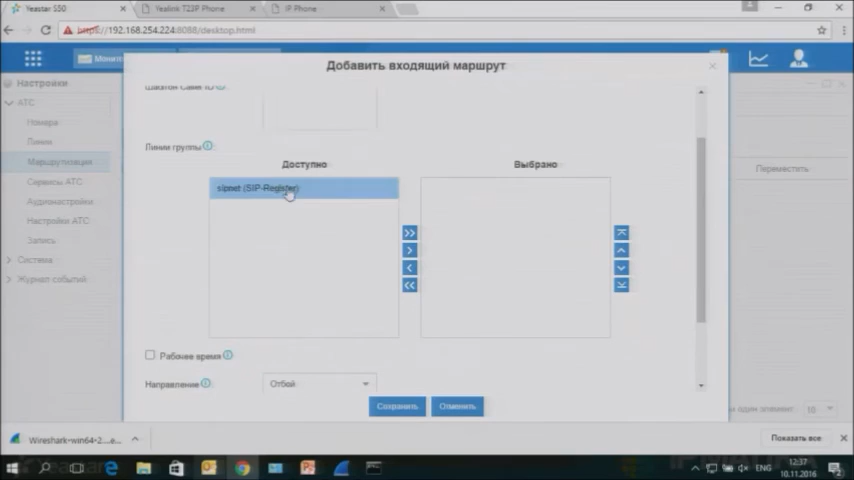 Yeastar S50
Yealink T23P Phone
IP Phone
https://192.168.254.224:8088/desktop.html
Настройки
Добавить входящий маршрут
АТС
Номера
Линии
Линии группы
Доступно
Выбрано
Маршрутизация
Переместить
sipnet (SIP-Register)
Сервисы АТС
Аудионастройки
Настройки АТС
Запись
Система
Журнал событий
Рабочее время
Направление
Отбой
Сохранить
Отменить
один элемент
10
Wireshark-win64-2....e...
Показать все
ENG
12:37
10.11.2016